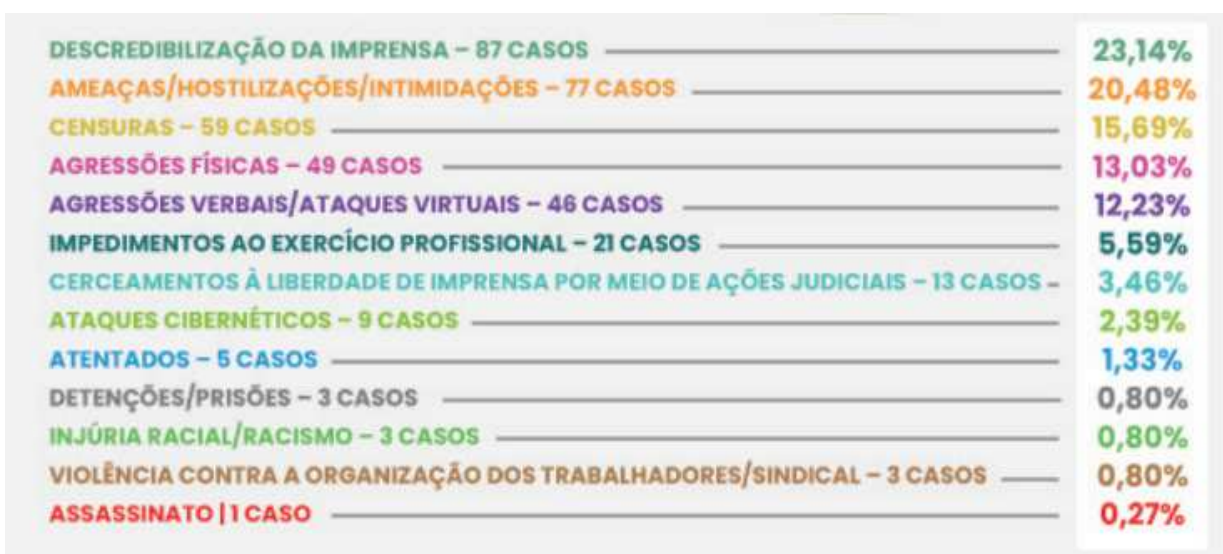 DESCREDIBILIZAÇÃO DA IMPRENSA – 87 CASOS 23,14%
AMEAÇAS/HOSTILIZAÇÕES/INTIMIDAÇÕES – 77 CASOS 20,48%
CENSURAS – 59 CASOS 15,69%
AGRESSÕES FÍSICAS – 49 CASOS 13,03%
AGRESSÕES VERBAIS/ATAQUES VIRTUAIS – 46 CASOS 12,23%
IMPEDIMENTOS AO EXERCÍCIO PROFISSIONAL – 21 CASOS 5,59%
CERCEAMENTOS À LIBERDADE DE IMPRENSA POR MEIO DE AÇÕES JUDICIAIS – 13 CASOS 3,46%
ATAQUES CIBERNÉTICOS – 9 CASOS 2,39%
ATENTADOS – 5 CASOS 1,33%
DETENÇÕES/PRISÕES – 3 CASOS 0,80%
INJÚRIA RACIAL/RACISMO – 3 CASOS 0,80%
VIOLÊNCIA CONTRA A ORGANIZAÇÃO DOS TRABALHADORES/SINDICAL – 3 CASOS 0,80%
ASSASSINATO | 1 CASO 0,27%